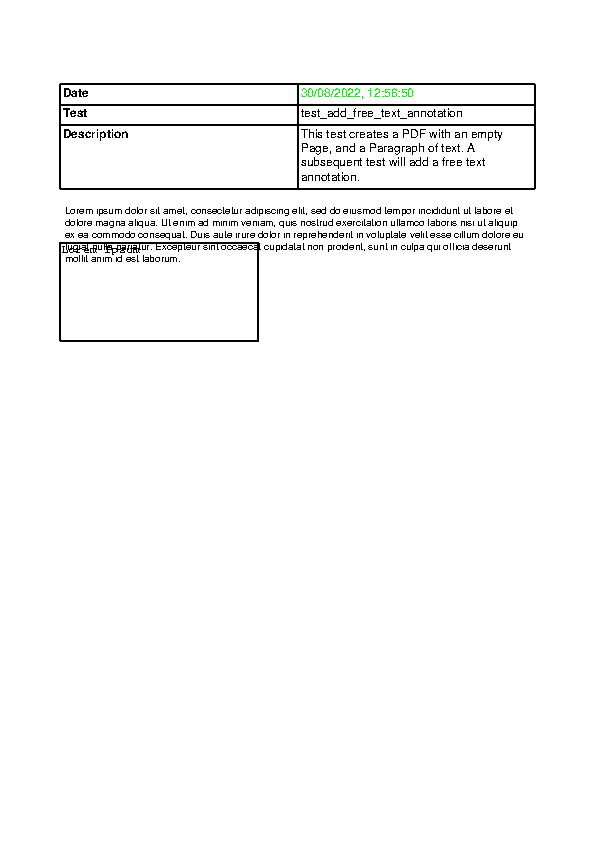 Date 30/08/2022, 12:56:50
Test test_add_free_text_annotation
Description This test creates a PDF with an empty
Page, and a Paragraph of text. A
subsequent test will add a free text
annotation.
Lorem ipsum dolor sit amet, consectetur adipiscing elit, sed do eiusmod tempor incididunt ut labore et
dolore magna aliqua. Ut enim ad minim veniam, quis nostrud exercitation ullamco laboris nisi ut aliquip
ex ea commodo consequat. Duis aute irure dolor in reprehenderit in voluptate velit esse cillum dolore eu
fugiat nulla pariatur. Excepteur sint occaecat cupidatat non proident, sunt in culpa qui officia deserunt
Lorem Ipsum
mollit anim id est laborum.